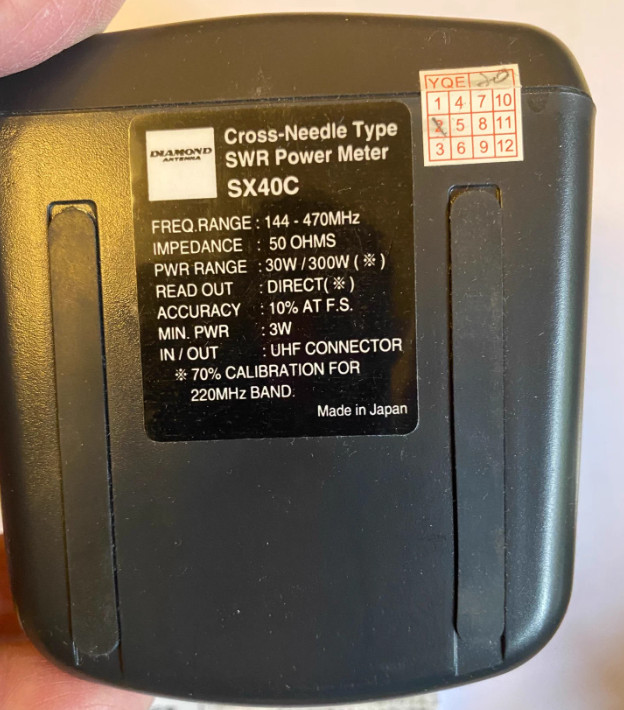 YQE 20
1 4 7 10
2 5 8 11
3 6 9 12
DIAMOND
ANTENNA
Cross-Needle Type
SWR Power Meter
SX40C
FREQ.RANGE : 144 - 470MHz
IMPEDANCE : 50 OHMS
PWR RANGE : 30W / 300W ( ※ )
READ OUT : DIRECT( ※ )
ACCURACY : 10% AT F.S.
MIN. PWR : 3W
IN / OUT : UHF CONNECTOR
※ 70% CALIBRATION FOR
220MHz BAND.
Made in Japan